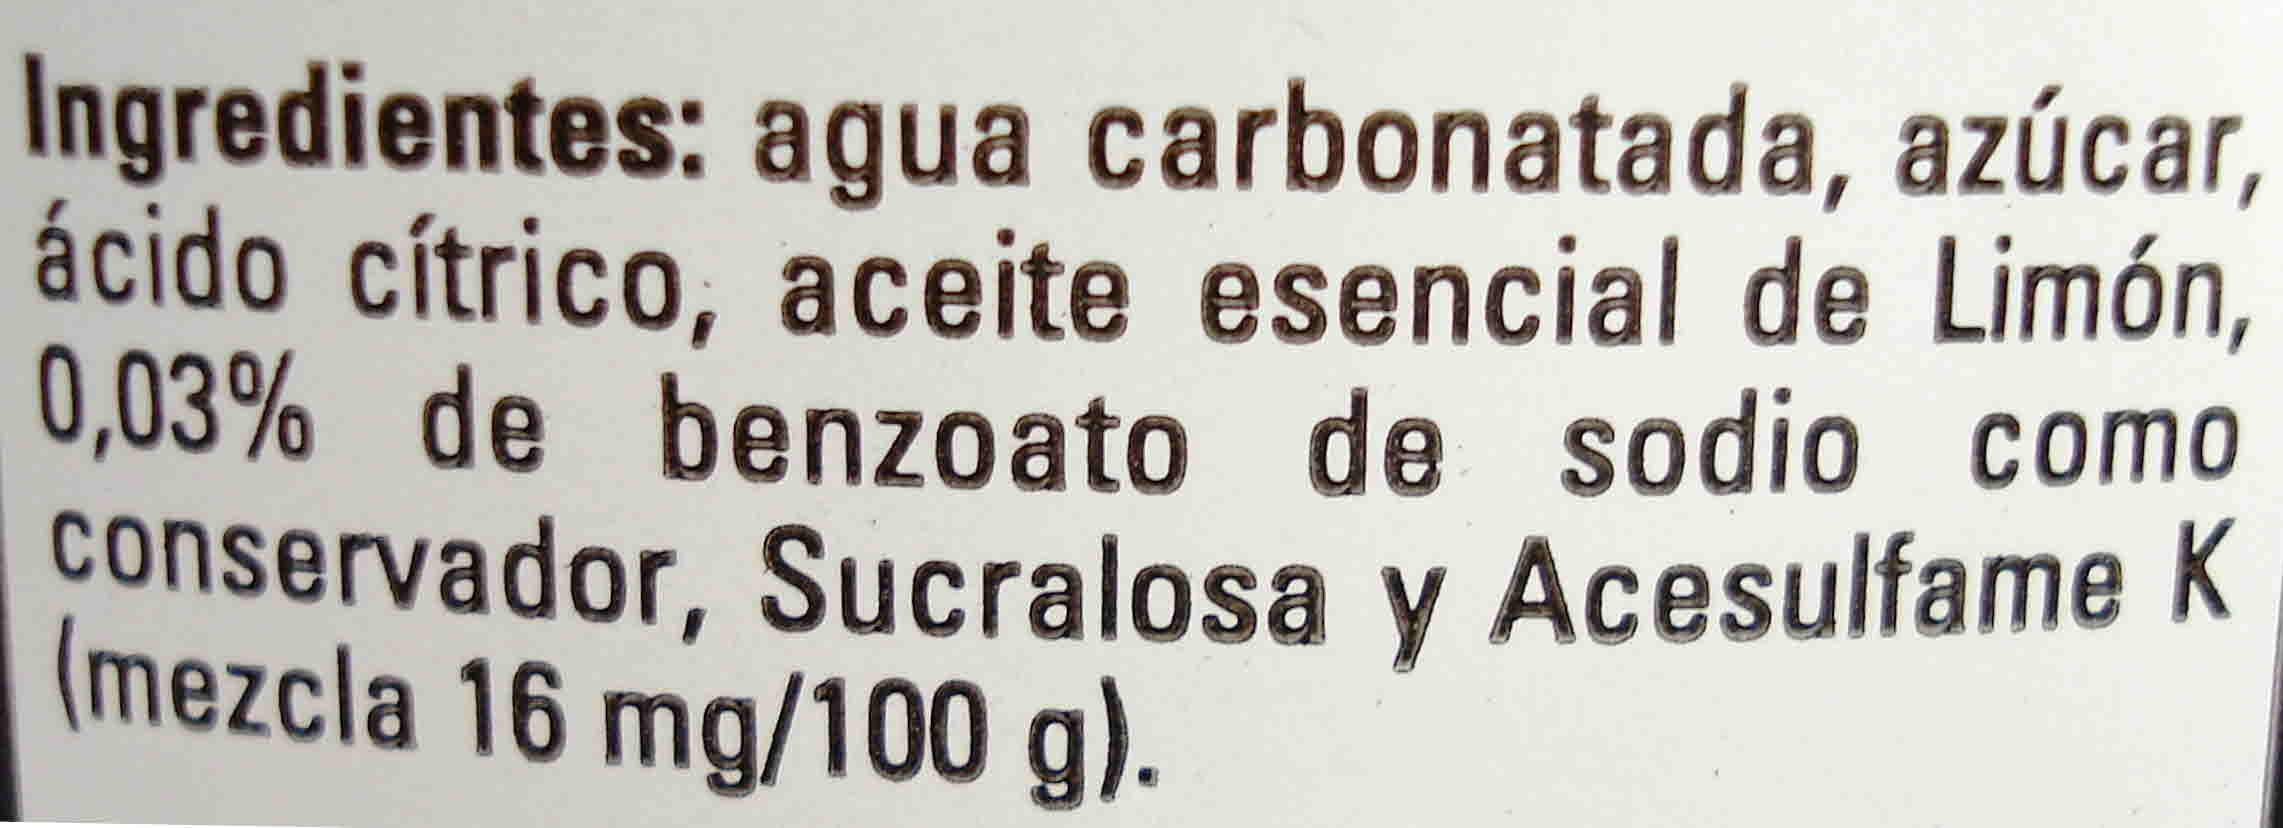 Ingredientes: agua carbonatada, azúcar,
ácido cítrico, aceite esencial de Limón,
0,03% de benzoato de sodio como
conservador, Sucralosa y Acesulfame K
(mezcla 16 mg/100 g).